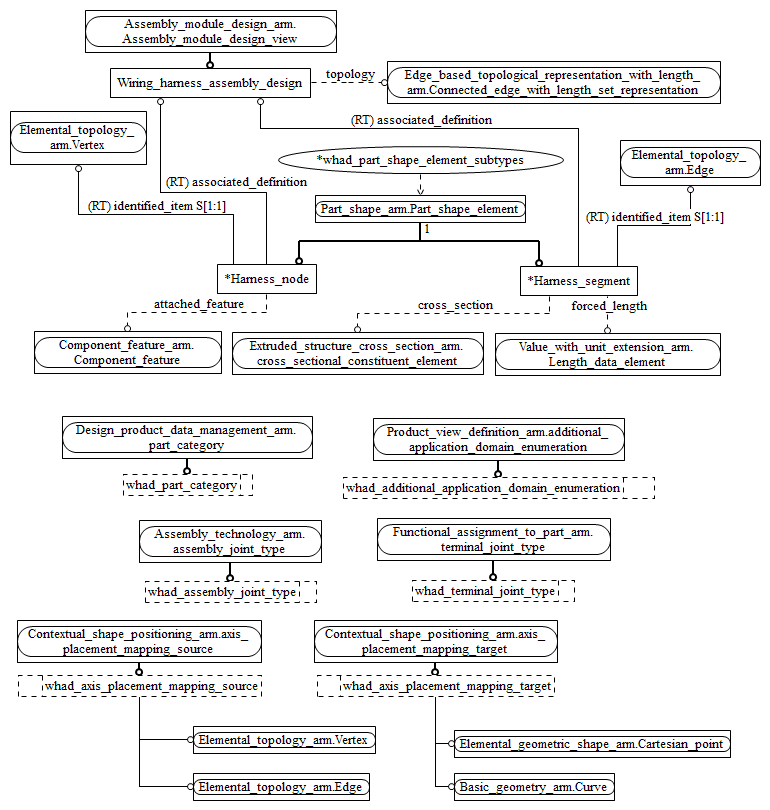 Assembly_module_design_arm.
Assembly_module_design_view
topology
Wiring_harness_assembly_design
Edge_based_topological_representation_with_length_
arm.Connected_edge_with_length_set_representation
(RT) associated_definition
Elemental_topology_
arm.Vertex
*whad_part_shape_element_subtypes
Elemental_topology_
arm.Edge
(RT) associated_definition
(RT) identified_item S[1:1]
Part_shape_arm.Part_shape_element
(RT) identified_item S[1:1]
1
*Harness_node
*Harness_segment
attached_feature
cross_section
forced_length
Component_feature_arm.
Component_feature
Extruded_structure_cross_section_arm.
cross_sectional_constituent_element
Value_with_unit_extension_arm.
Length_data_element
Design_product_data_management_arm.
part_category
Product_view_definition_arm.additional_
application_domain_enumeration
whad_part_category
whad_additional_application_domain_enumeration
Assembly_technology_arm.
assembly_joint_type
Functional_assignment_to_part_arm.
terminal_joint_type
whad_assembly_joint_type
whad_terminal_joint_type
Contextual_shape_positioning_arm.axis_
placement_mapping_source
Contextual_shape_positioning_arm.axis_
placement_mapping_target
whad_axis_placement_mapping_source
whad_axis_placement_mapping_target
Elemental_topology_arm.Vertex
Elemental_geometric_shape_arm.Cartesian_point
Elemental_topology_arm.Edge
Basic_geometry_arm.Curve